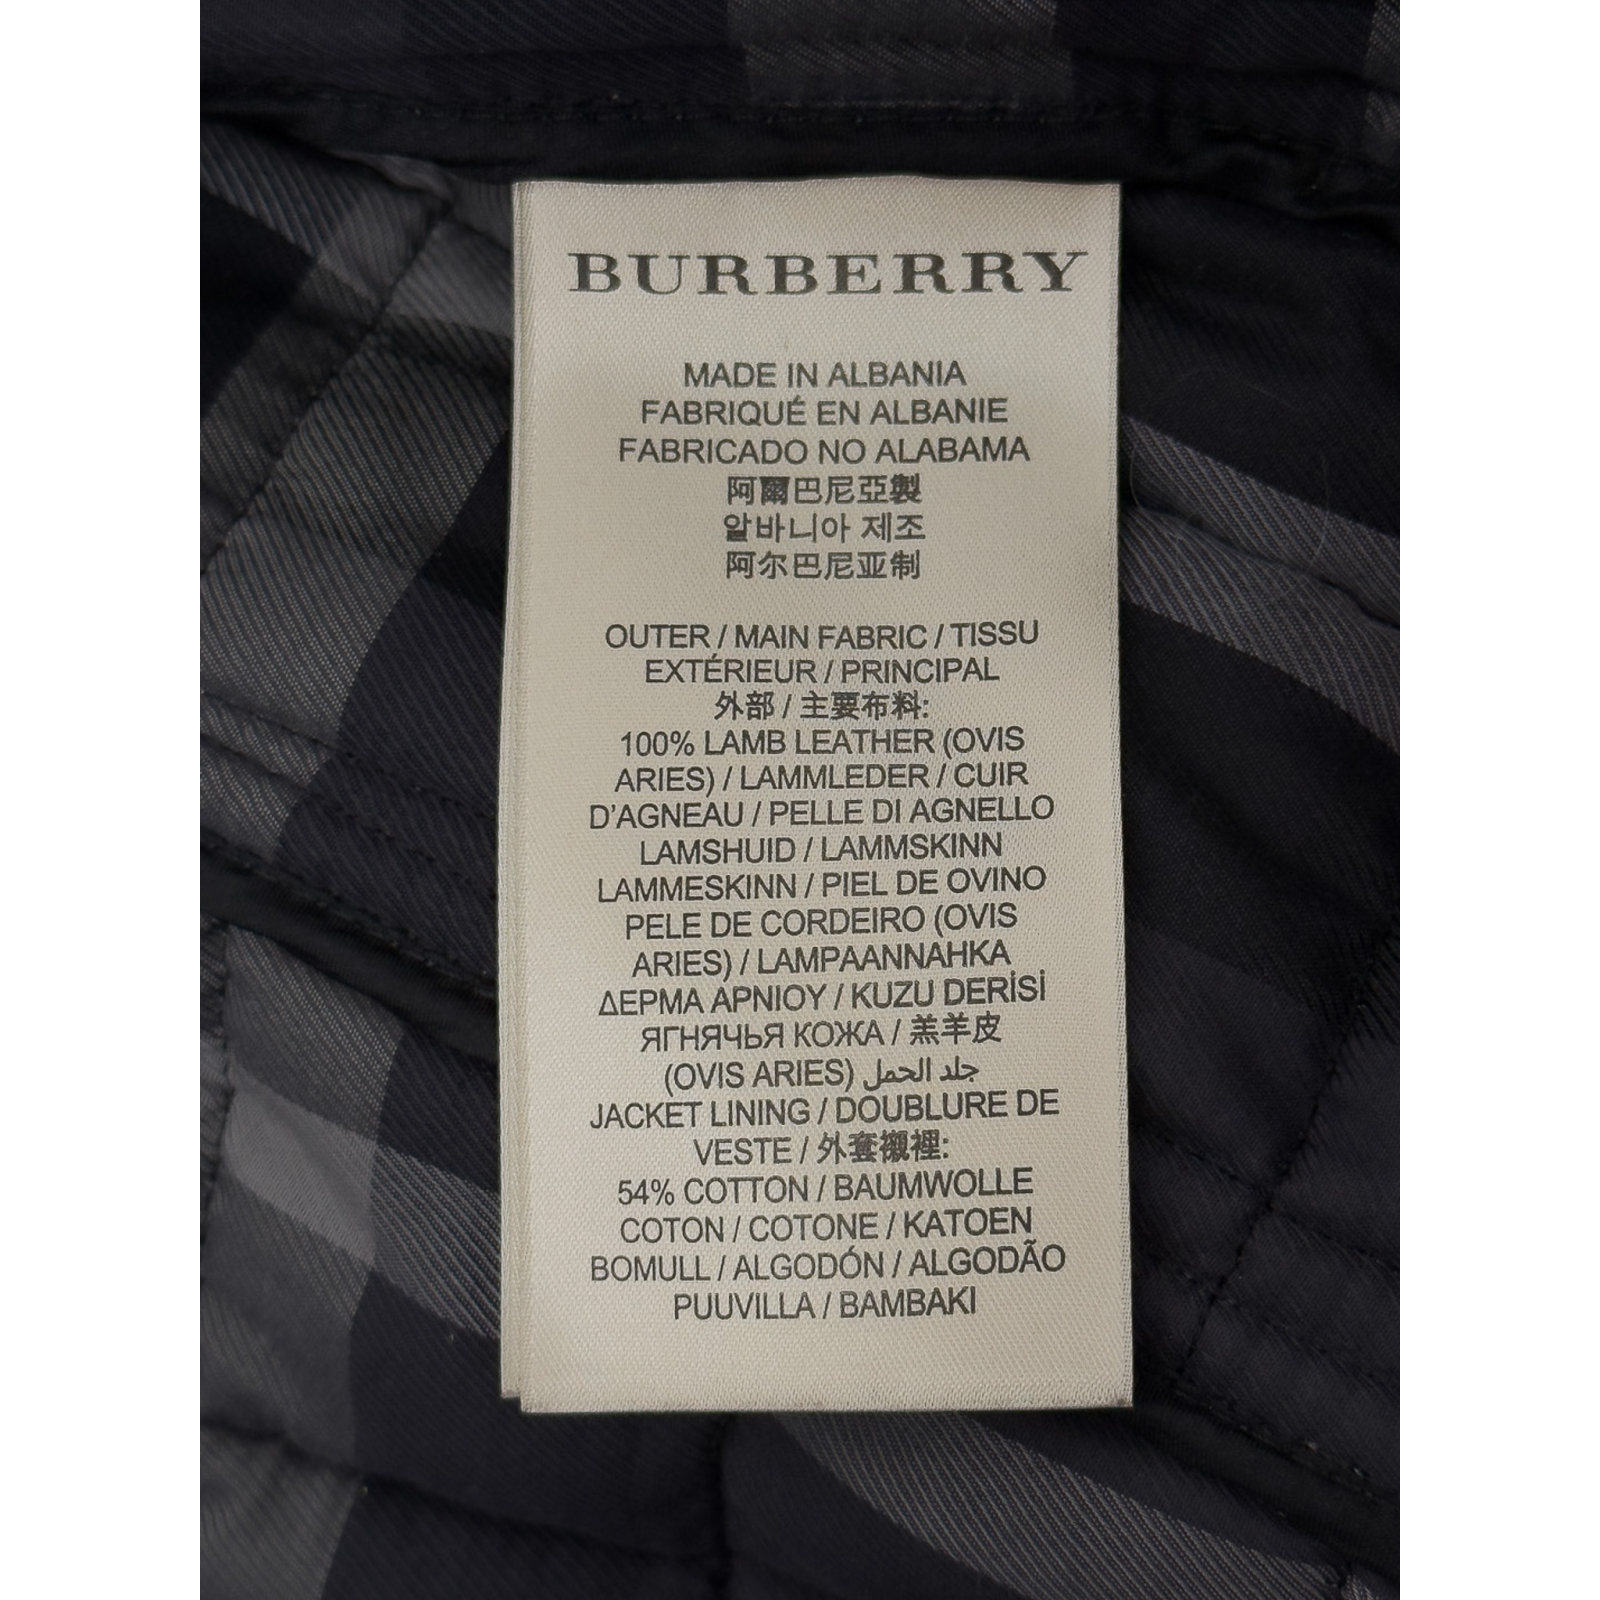 BURBERRY
MADE IN ALBANIA
FABRIQUÉ EN ALBANIE
FABRICADO NO ALABAMA
阿爾巴尼亞製
알바니아 제조
阿尔巴尼亚制
OUTER / MAIN FABRIC / TISSU
EXTÉRIEUR / PRINCIPAL
外部 / 主要布料:
100% LAMB LEATHER (OVIS
ARIES) / LAMMLEDER / CUIR
D'AGNEAU / PELLE DI AGNELLO
LAMSHUID / LAMMSKINN
LAMMESKINN / PIEL DE OVINO
PELE DE CORDEIRO (OVIS
ARIES) / LAMPAANNAHKA
ΔΕΡΜΑ ΑΡΝΙΟΥ / KUZU DERİSİ
ЯГНЯЧЬЯ КОЖА / 羔羊皮
(OVIS ARIES) جلد الحمل
JACKET LINING / DOUBLURE DE
VESTE / 外套襯裡:
54% COTTON / BAUMWOLLE
COTON / COTONE / KATOEN
BOMULL / ALGODÓN / ALGODÃO
PUUVILLA / BAMBAKI